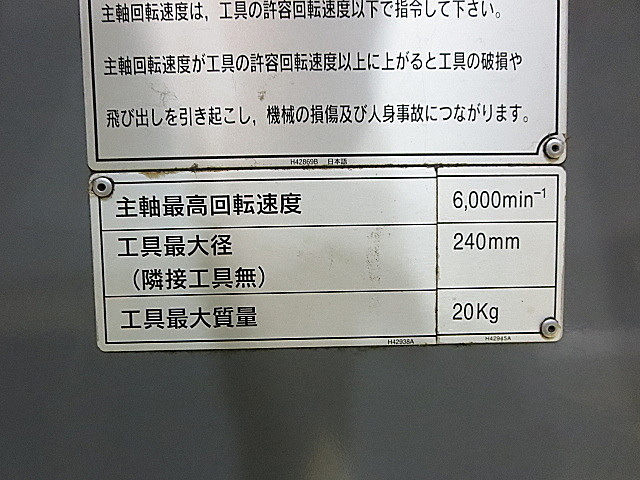 主軸回転速度は，工具の許容回転速度以下で指令して下さい。
主軸回転速度が工具の許容回転速度以上に上がると工具の破損や
飛び出しを引き起こし，機械の損傷及び人身事故につながります。
H42869B 日本語
主軸最高回転速度 6,000min⁻¹
工具最大径 240mm
（隣接工具無）
工具最大質量 20Kg
H42938A H42945A